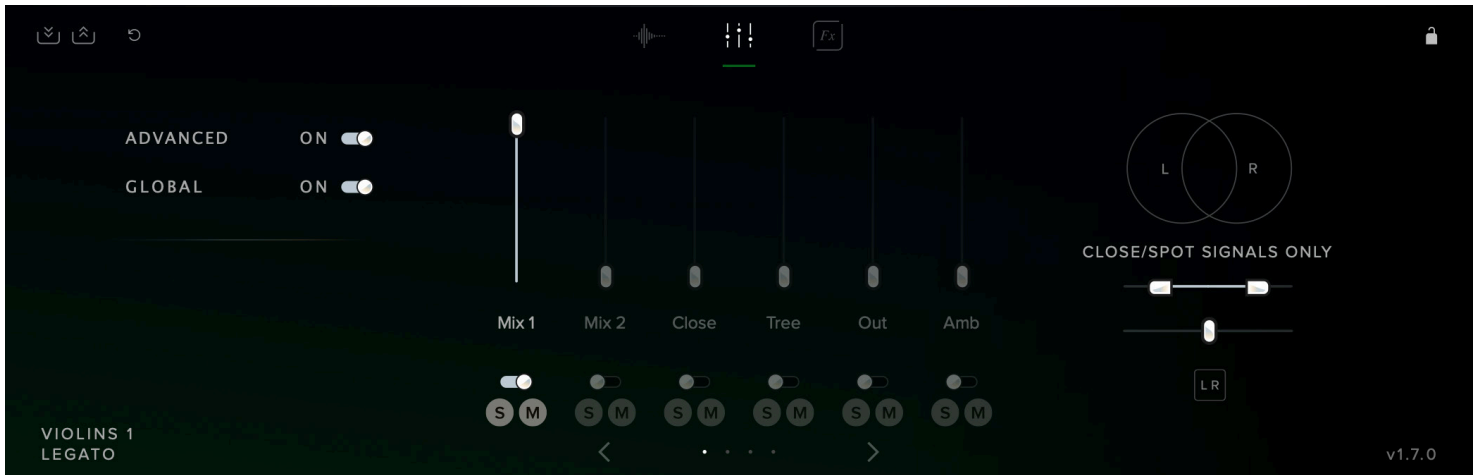 Fx
ADVANCED ON
GLOBAL ON
L R
CLOSE/SPOT SIGNALS ONLY
Mix 1 Mix 2 Close Tree Out Amb
L R
S M S M S M S M S M S M
VIOLINS 1
LEGATO
v1.7.0